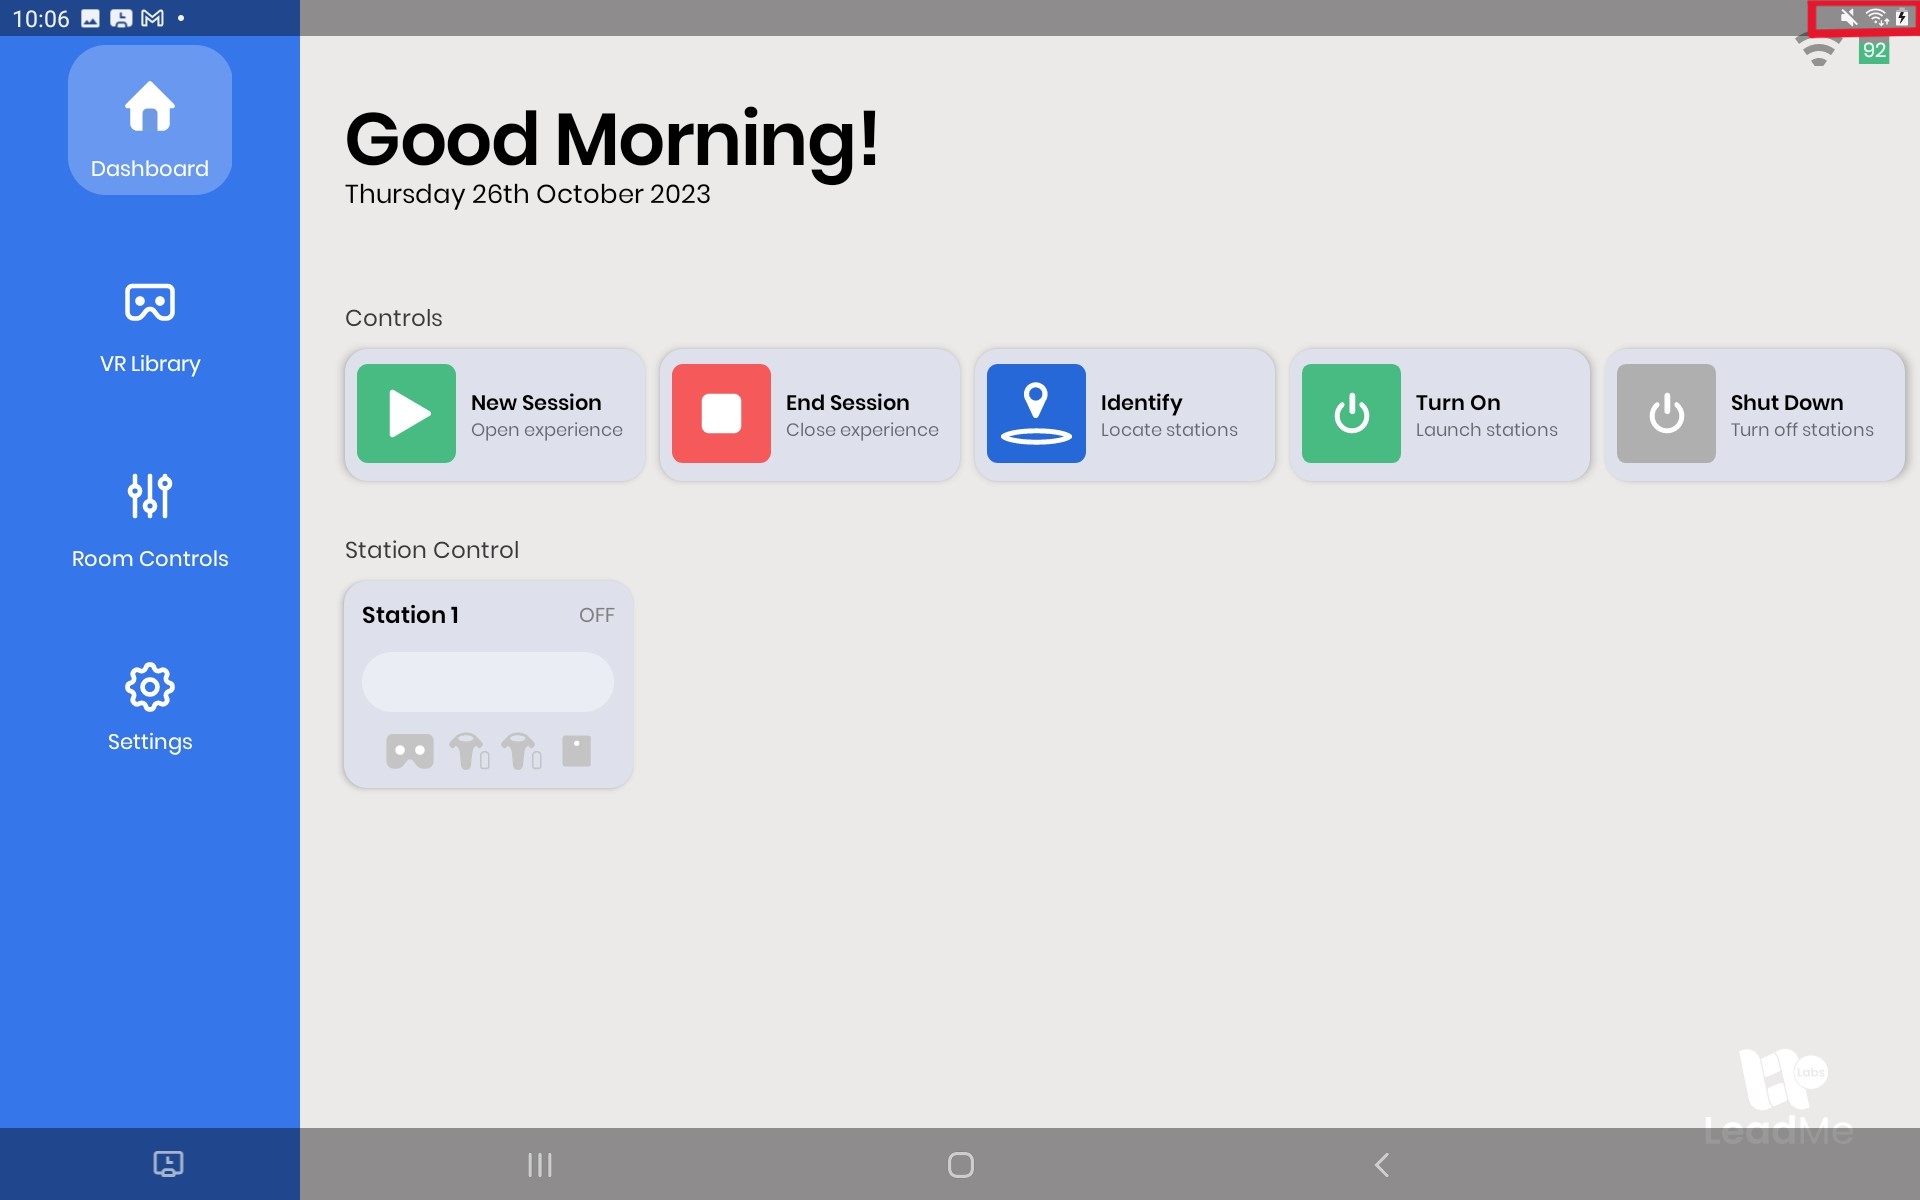 10:06
92
Dashboard
Good Morning!
Thursday 26th October 2023
VR Library
Controls
New Session
Open experience
End Session
Close experience
Identify
Locate stations
Turn On
Launch stations
Shut Down
Turn off stations
Room Controls
Station Control
Station 1 OFF
Settings
Labs
LeadMe